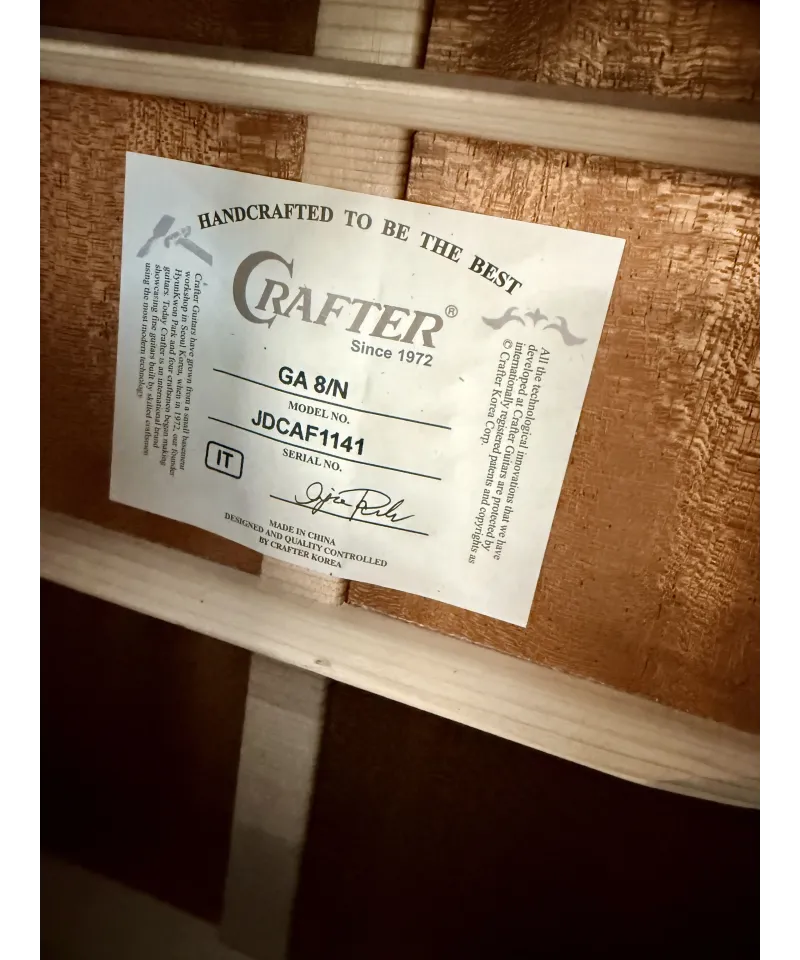 HANDCRAFTED TO BE THE BEST
CRAFTER®
Since 1972
GA 8/N
MODEL NO.
JDCAF1141
SERIAL NO.
IT
MADE IN CHINA
DESIGNED AND QUALITY CONTROLLED
BY CRAFTER KOREA
Crafter Guitars have grown from a small basement
workshop in Seoul Korea, when in 1972, our founder
HyunKwon Park and four craftsmen began making
guitars. Today Crafter is an international brand
showcasing fine guitars built by skilled craftsmen
using the most modern technology.
All the technological innovations that we have
developed at Crafter Guitars are protected by
internationally registered patents and copyrights as
© Crafter Korea Corp.